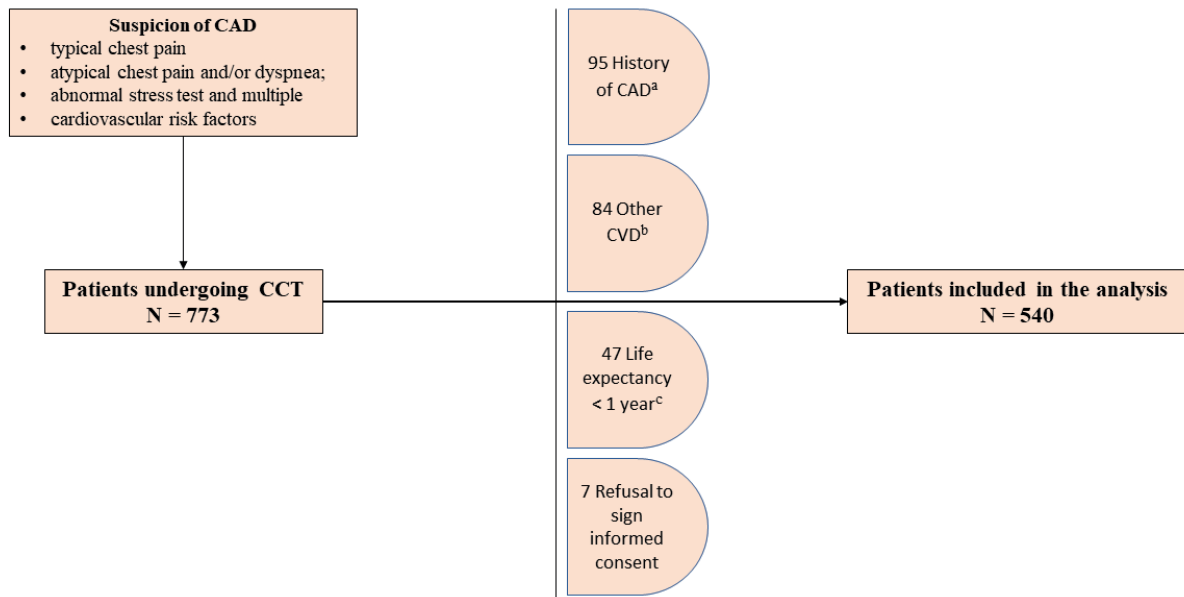 Suspicion of CAD
• typical chest pain
• atypical chest pain and/or dyspnea;
• abnormal stress test and multiple
• cardiovascular risk factors
Patients undergoing CCT
N = 773
95 History
of CADᵃ
84 Other
CVDᵇ
47 Life
expectancy
< 1 yearᶜ
7 Refusal to
sign
informed
consent
Patients included in the analysis
N = 540